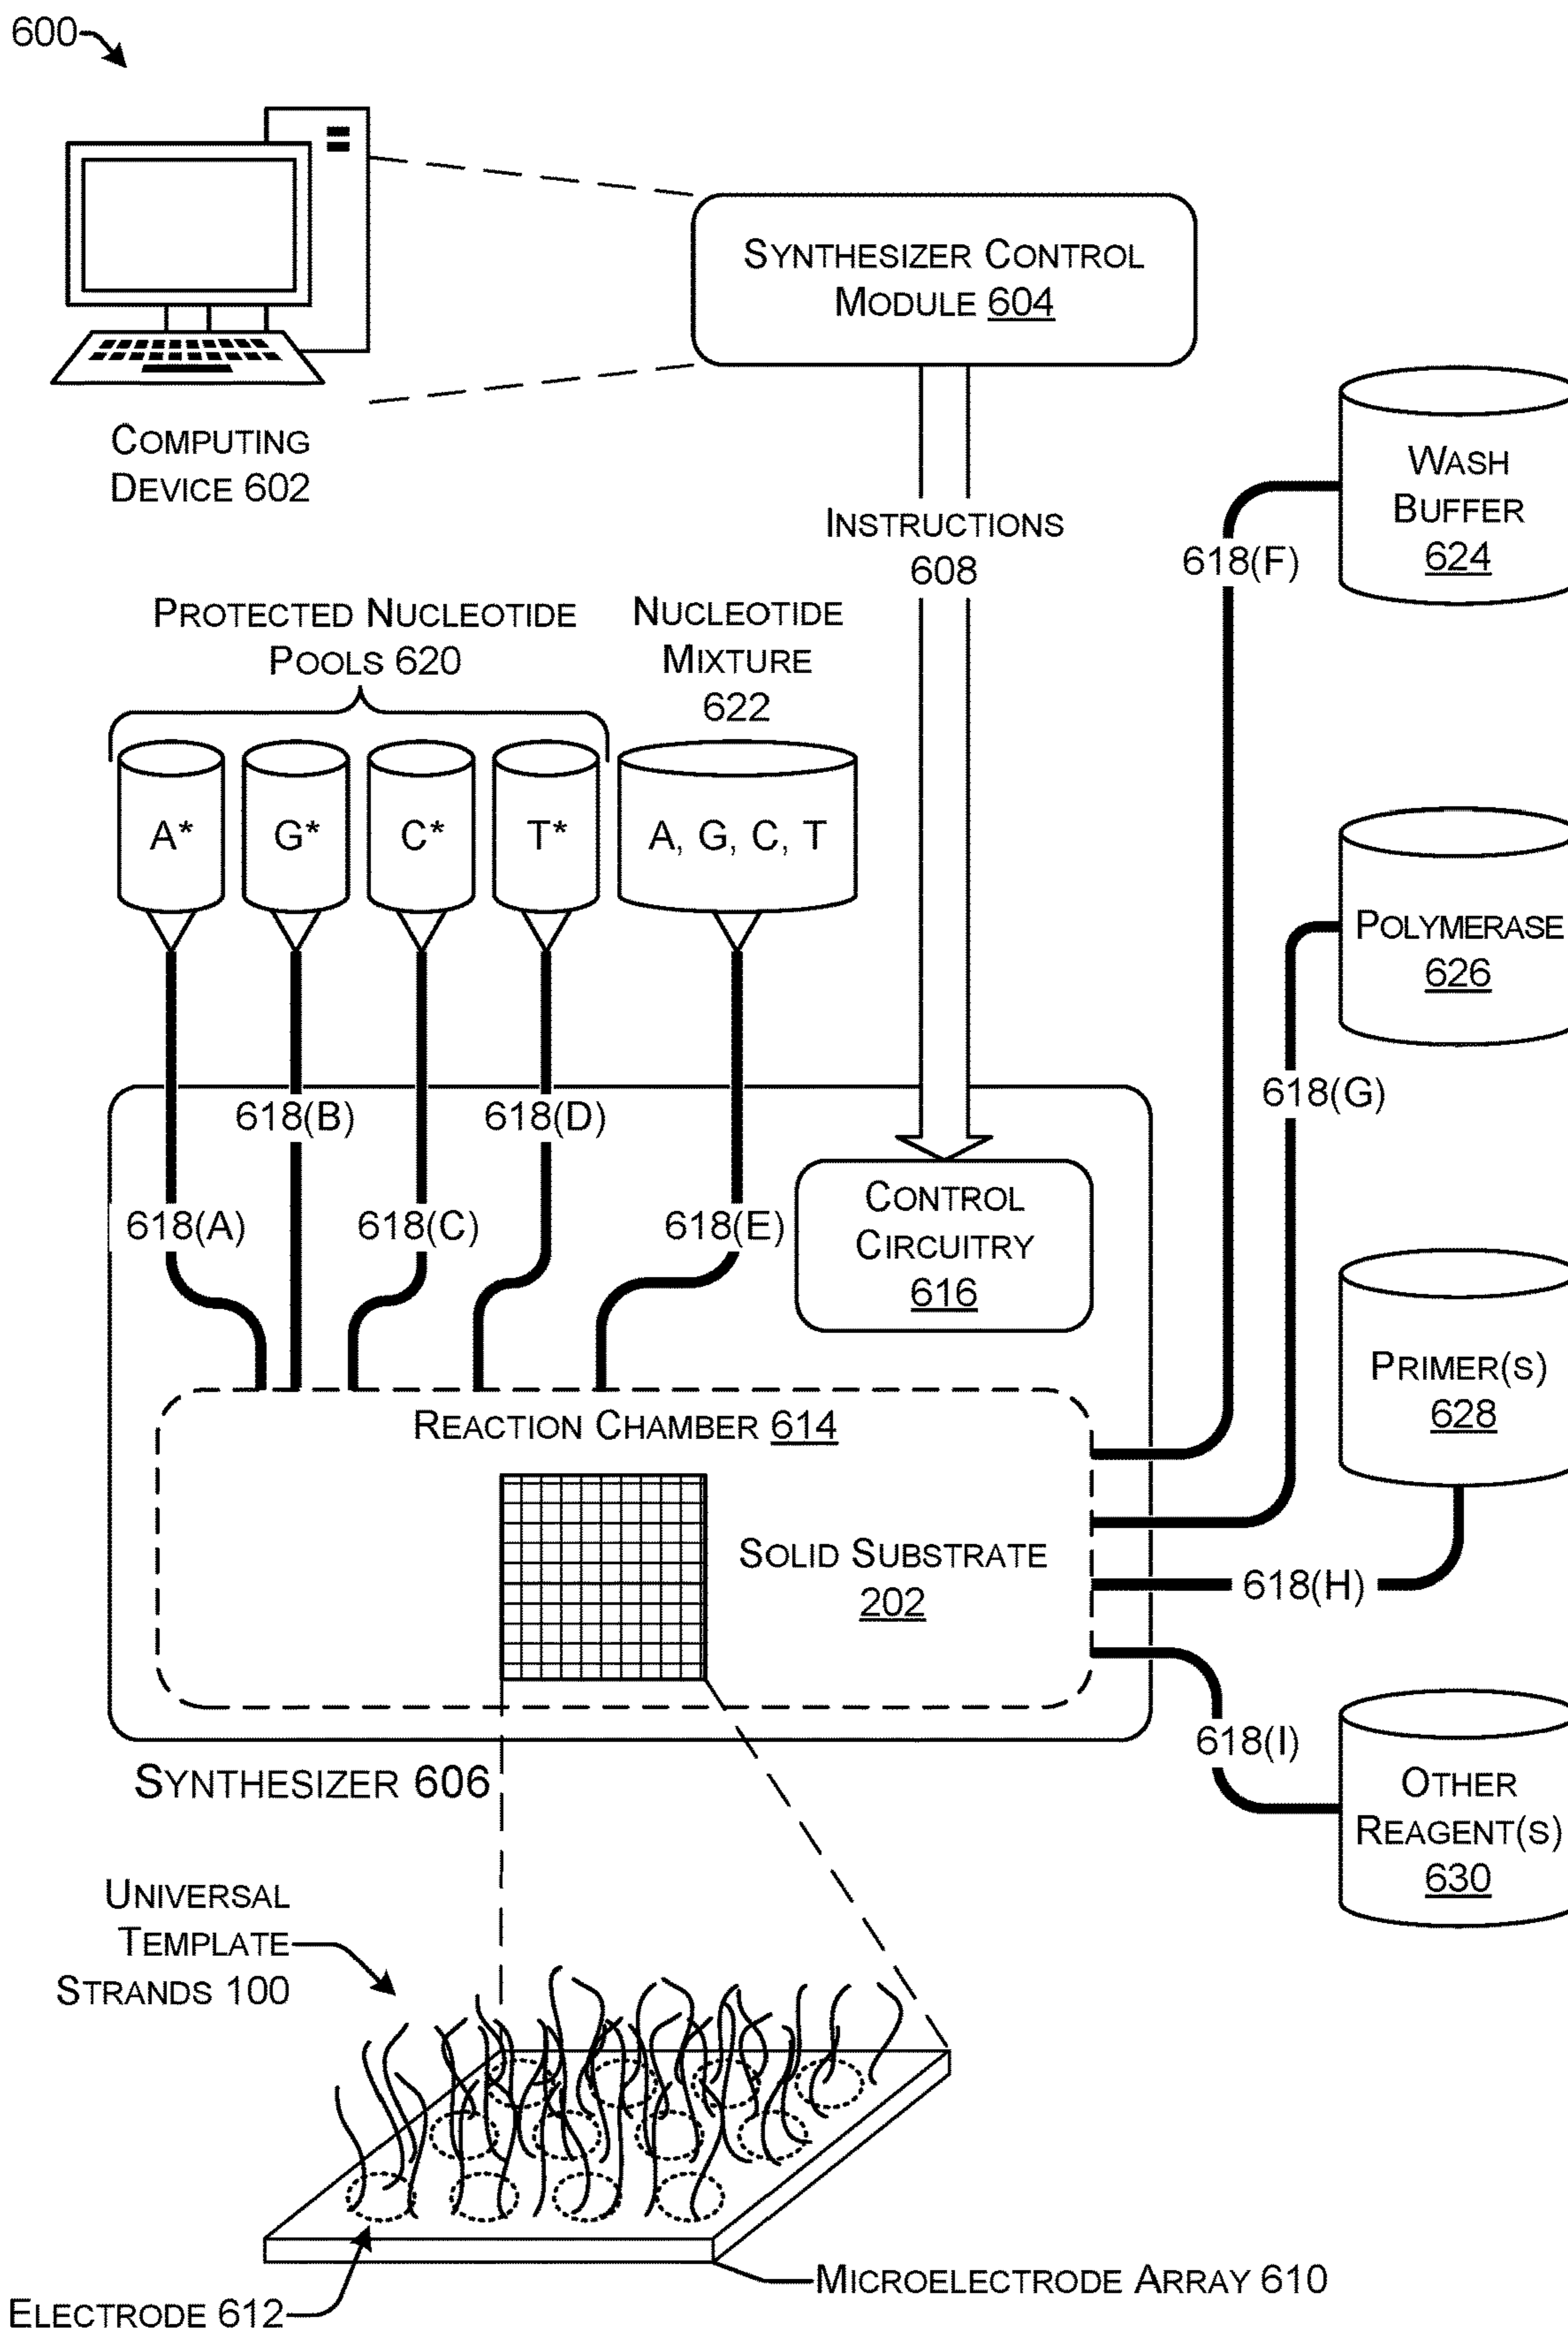 600
SYNTHESIZER CONTROL
MODULE 604
COMPUTING
DEVICE 602
WASH
BUFFER
624
INSTRUCTIONS
608
618(F)
PROTECTED NUCLEOTIDE
POOLS 620
NUCLEOTIDE
MIXTURE
622
A*
G*
C*
T*
A, G, C, T
POLYMERASE
626
618(G)
618(B)
618(D)
618(A)
618(C)
618(E)
CONTROL
CIRCUITRY
616
PRIMER(S)
628
REACTION CHAMBER 614
SOLID SUBSTRATE
202
618(H)
618(I)
SYNTHESIZER 606
OTHER
REAGENT(S)
630
UNIVERSAL
TEMPLATE
STRANDS 100
MICROELECTRODE ARRAY 610
ELECTRODE 612